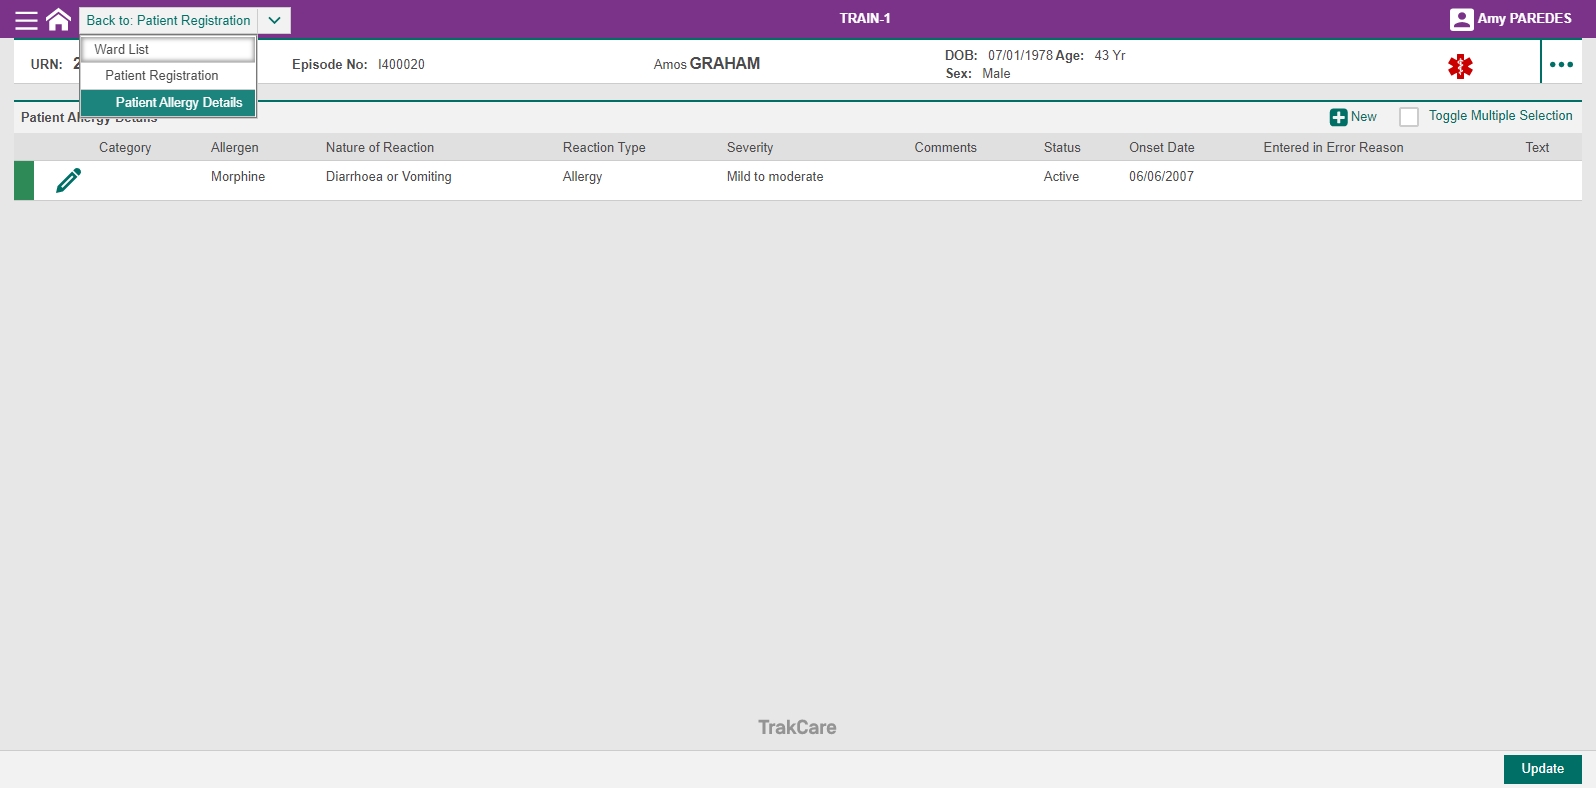 Back to: Patient Registration
TRAIN-1
Amy PAREDES
Ward List
Patient Registration
Patient Allergy Details
URN: 2
Episode No: I400020
Amos GRAHAM
DOB: 07/01/1978 Age: 43 Yr
Sex: Male
Patient Allergy Details
New
Toggle Multiple Selection
Category Allergen Nature of Reaction Reaction Type Severity Comments Status Onset Date Entered in Error Reason Text
Morphine Diarrhoea or Vomiting Allergy Mild to moderate Active 06/06/2007
TrakCare
Update